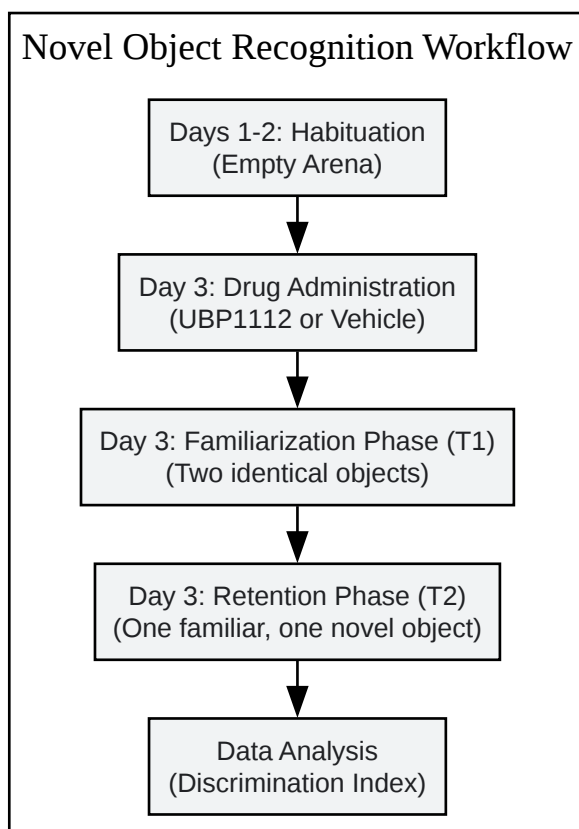 Novel Object Recognition Workflow
Days 1-2: Habituation
(Empty Arena)
Day 3: Drug Administration
(UBP1112 or Vehicle)
Day 3: Familiarization Phase (T1)
(Two identical objects)
Day 3: Retention Phase (T2)
(One familiar, one novel object)
Data Analysis
(Discrimination Index)